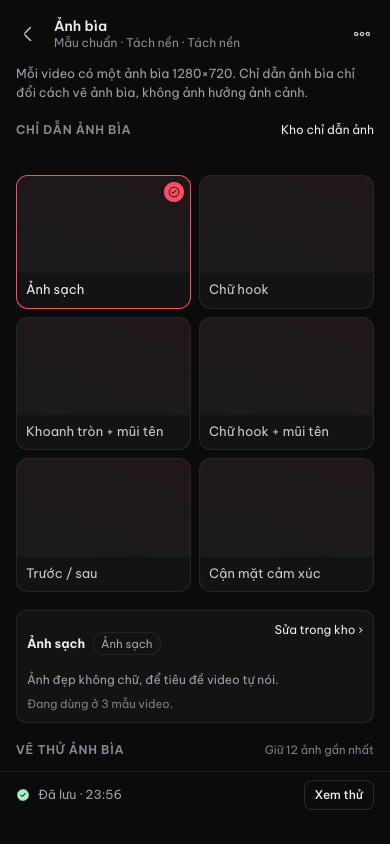 Ảnh bìa
Mẫu chuẩn · Tách nền · Tách nền
Mỗi video có một ảnh bìa 1280×720. Chỉ dẫn ảnh bìa chỉ
đổi cách vẽ ảnh bìa, không ảnh hưởng ảnh cảnh.
CHỈ DẪN ẢNH BÌA
Kho chỉ dẫn ảnh
Ảnh sạch
Chữ hook
Khoanh tròn + mũi tên
Chữ hook + mũi tên
Trước / sau
Cận mặt cảm xúc
Sửa trong kho ›
Ảnh sạch
Ảnh sạch
Ảnh đẹp không chữ, để tiêu đề video tự nói.
Đang dùng ở 3 mẫu video.
VẼ THỬ ẢNH BÌA
Giữ 12 ảnh gần nhất
Đã lưu · 23:56
Xem thử